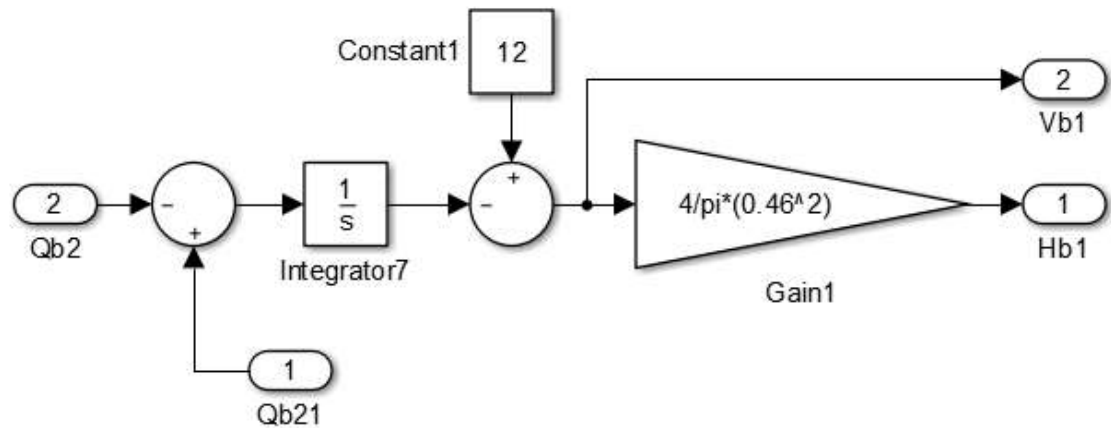 Constant1
12
2
Vb1
2
Qb2
-
+
1
s
Integrator7
+
-
4/pi*(0.46^2)
Gain1
1
Hb1
1
Qb21